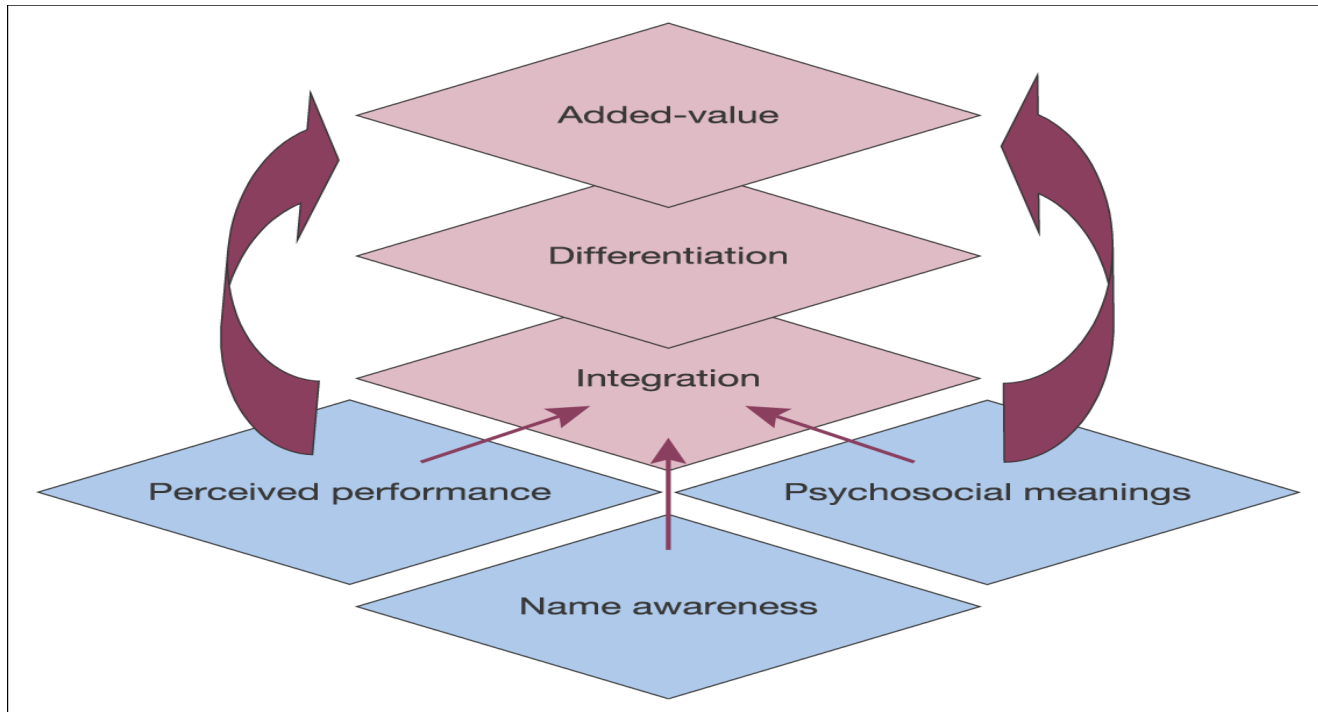 Added-value
Differentiation
Integration
Perceived performance
Psychosocial meanings
Name awareness